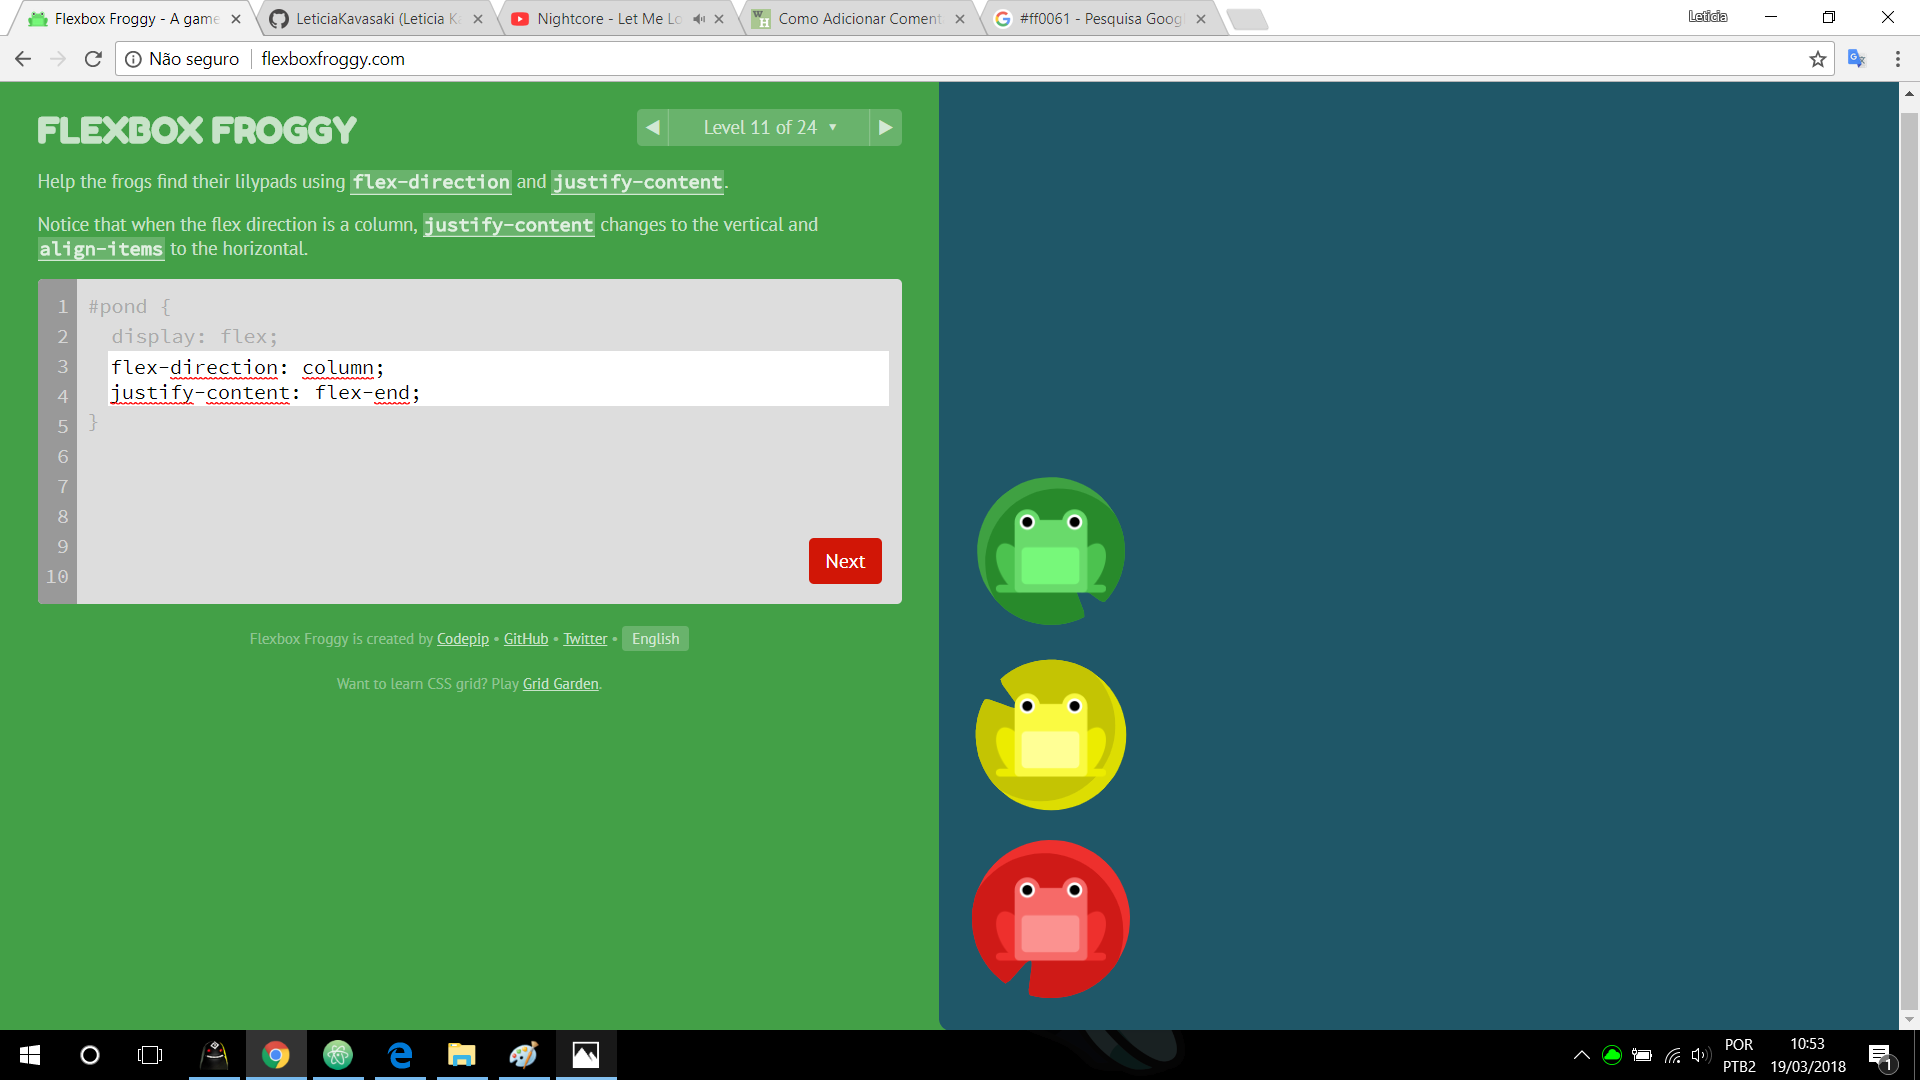 Flexbox Froggy - A game
LeticiaKavasaki (Leticia K
Nightcore - Let Me Lo
Como Adicionar Coment
#ff0061 - Pesquisa Goog
Leticia
Não seguro
flexboxfroggy.com
FLEXBOX FROGGY
Level 11 of 24
Help the frogs find their lilypads using flex-direction and justify-content.
Notice that when the flex direction is a column, justify-content changes to the vertical and
align-items to the horizontal.
1 #pond {
2 display: flex;
3 flex-direction: column;
4 justify-content: flex-end;
5 }
6
7
8
9
10
Next
Flexbox Froggy is created by Codepip • GitHub • Twitter • English
Want to learn CSS grid? Play Grid Garden.
POR
PTB2
10:53
19/03/2018
1